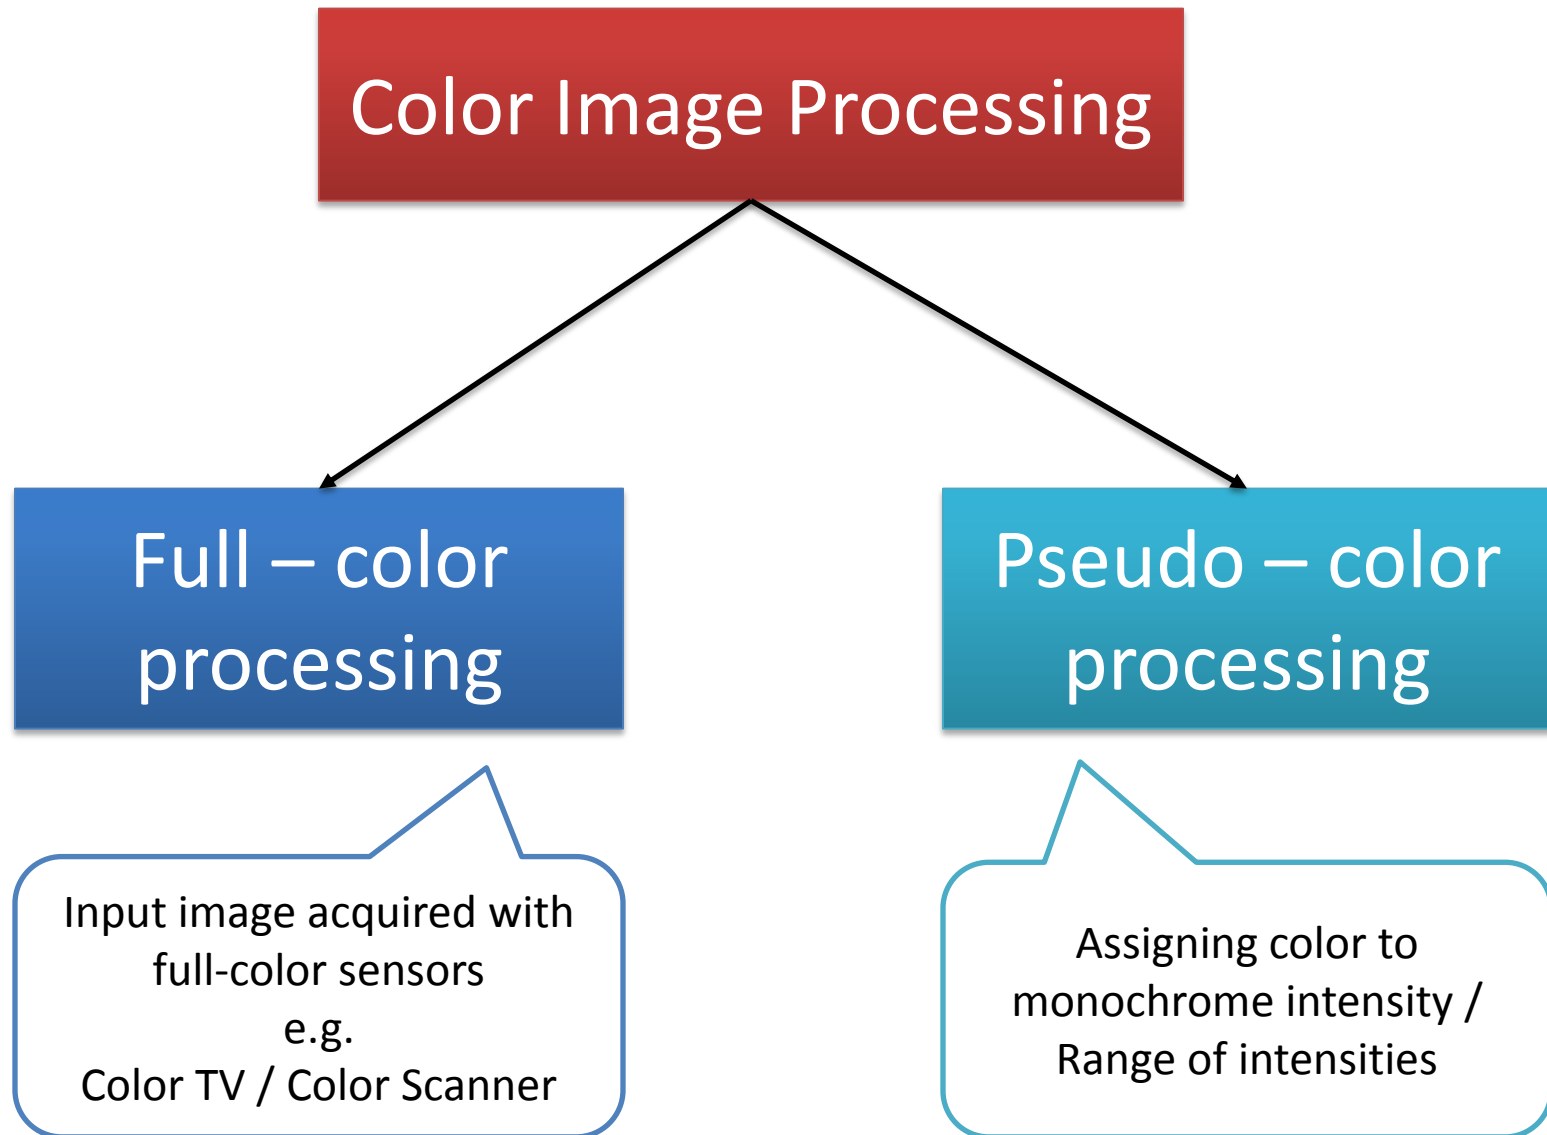 Color Image Processing
Full – color
processing
Pseudo – color
processing
Input image acquired with
full-color sensors
e.g.
Color TV / Color Scanner
Assigning color to
monochrome intensity /
Range of intensities